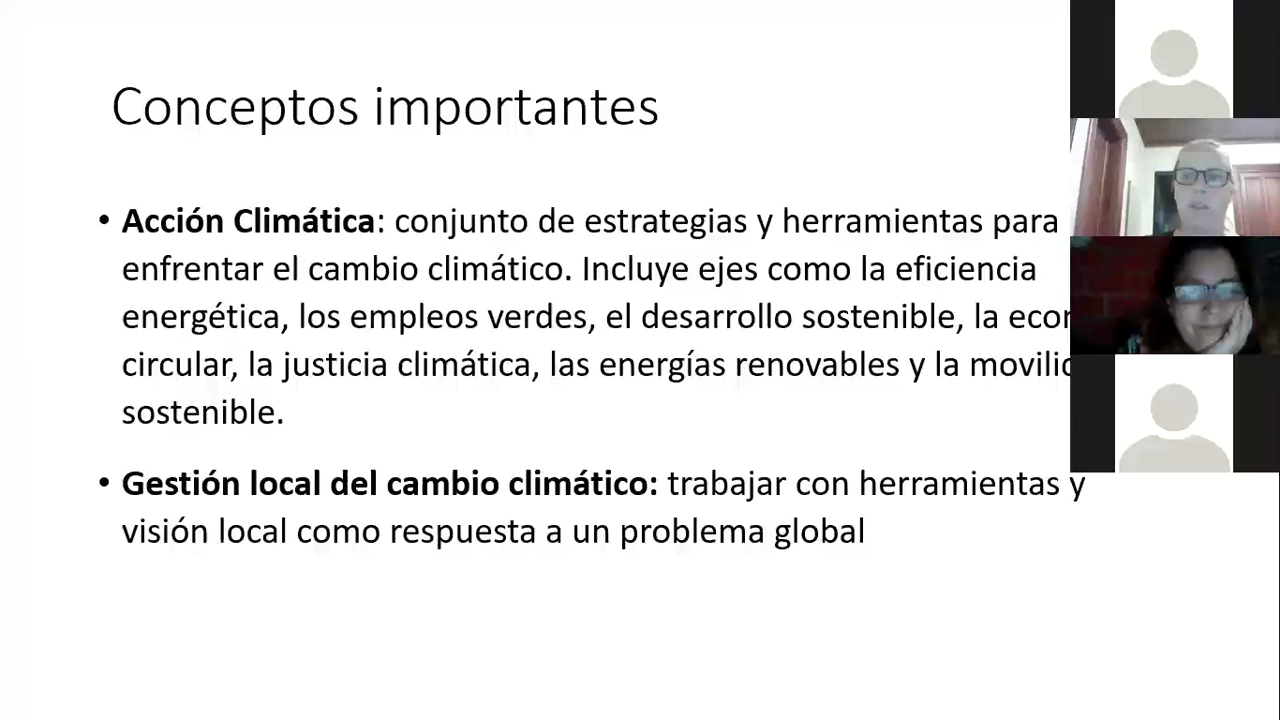 Conceptos importantes
• Acción Climática: conjunto de estrategias y herramientas para
enfrentar el cambio climático. Incluye ejes como la eficiencia
energética, los empleos verdes, el desarrollo sostenible, la
circular, la justicia climática, las energías renovables y la
sostenible.
• Gestión local del cambio climático: trabajar con herramientas y
visión local como respuesta a un problema global